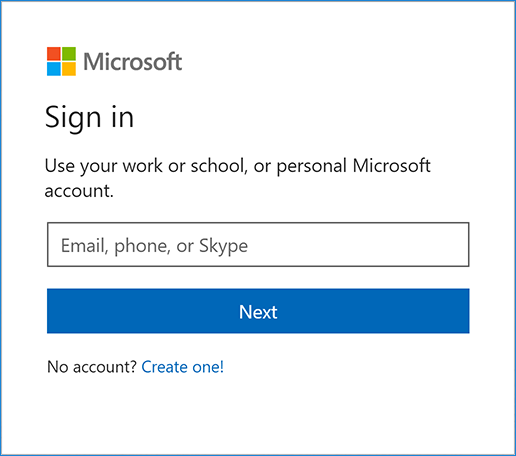 Microsoft
Sign in
Use your work or school, or personal Microsoft
account.
Email, phone, or Skype
Next
No account? Create one!